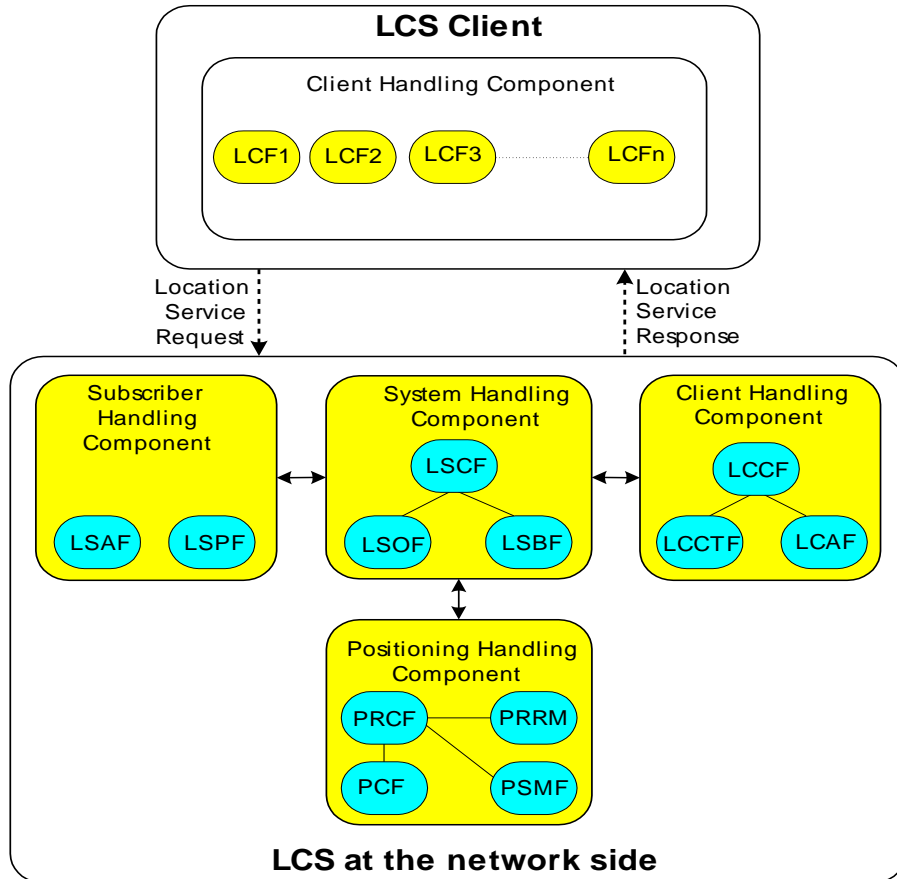 LCS Client
Client Handling Component
LCF1
LCF2
LCF3
LCFn
Location
Service
Request
Location
Service
Response
Subscriber
Handling
Component
LSAF
LSPF
System Handling
Component
LSCF
LSOF
LSBF
Client Handling
Component
LCCF
LCCTF
LCAF
Positioning Handling
Component
PRCF
PRRM
PCF
PSMF
LCS at the network side